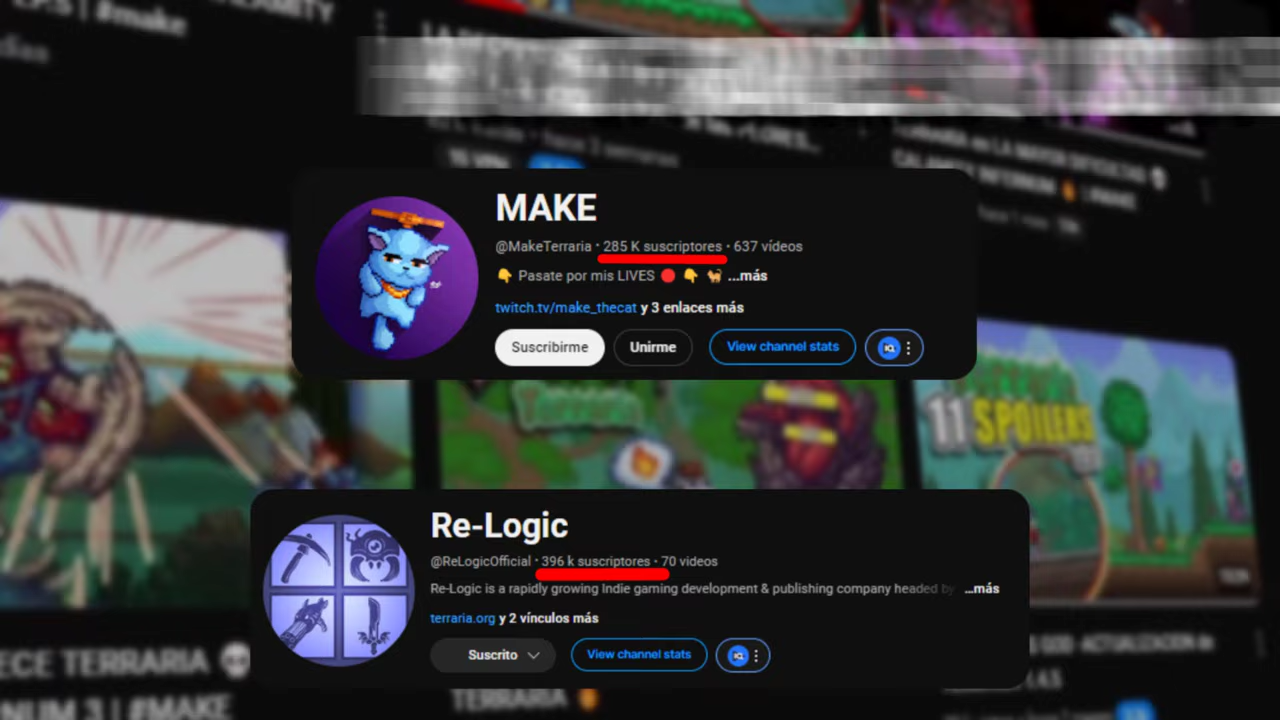 #make
MAKE
@MakeTerraria · 285 K suscriptores · 637 vídeos
👇 Pasate por mis LIVES 🔴 👇 🐈 ...más
twitch.tv/make_thecat y 3 enlaces más
Suscribirme Unirme View channel stats
Terraria
11 SPOILERS
Re-Logic
@ReLogicOfficial · 396 k suscriptores · 70 videos
Re-Logic is a rapidly growing Indie gaming development & publishing company headed by ...más
terraria.org y 2 vínculos más
Suscrito View channel stats
ECE TERRARIA
NUM 3 | #MAKE
TERRARIA